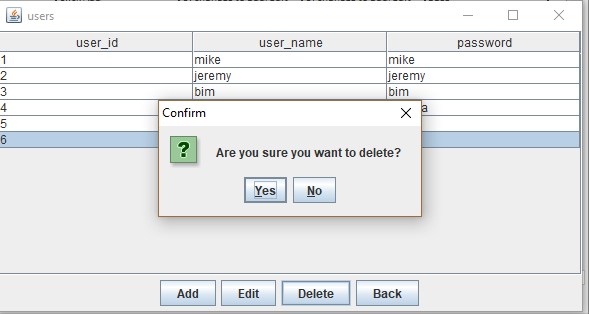 users
user_id user_name password
1 mike mike
2 jeremy jeremy
3 bim bim
4 a
5
6
Confirm
Are you sure you want to delete?
Yes No
Add Edit Delete Back